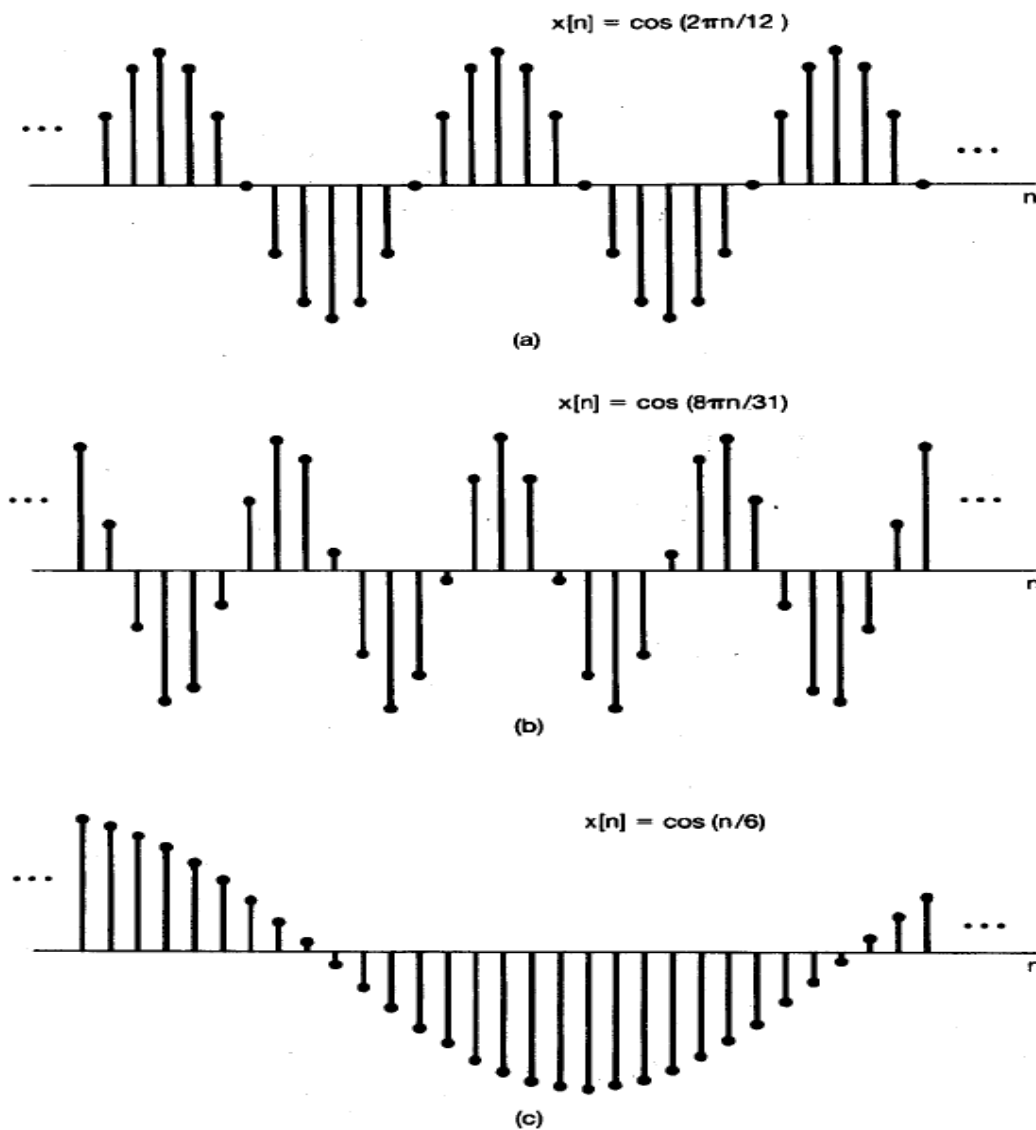 x[n] = cos (2πn/12 )
... ...
n
(a)
x[n] = cos (8πn/31)
... ...
n
(b)
x[n] = cos (n/6)
... ...
n
(c)